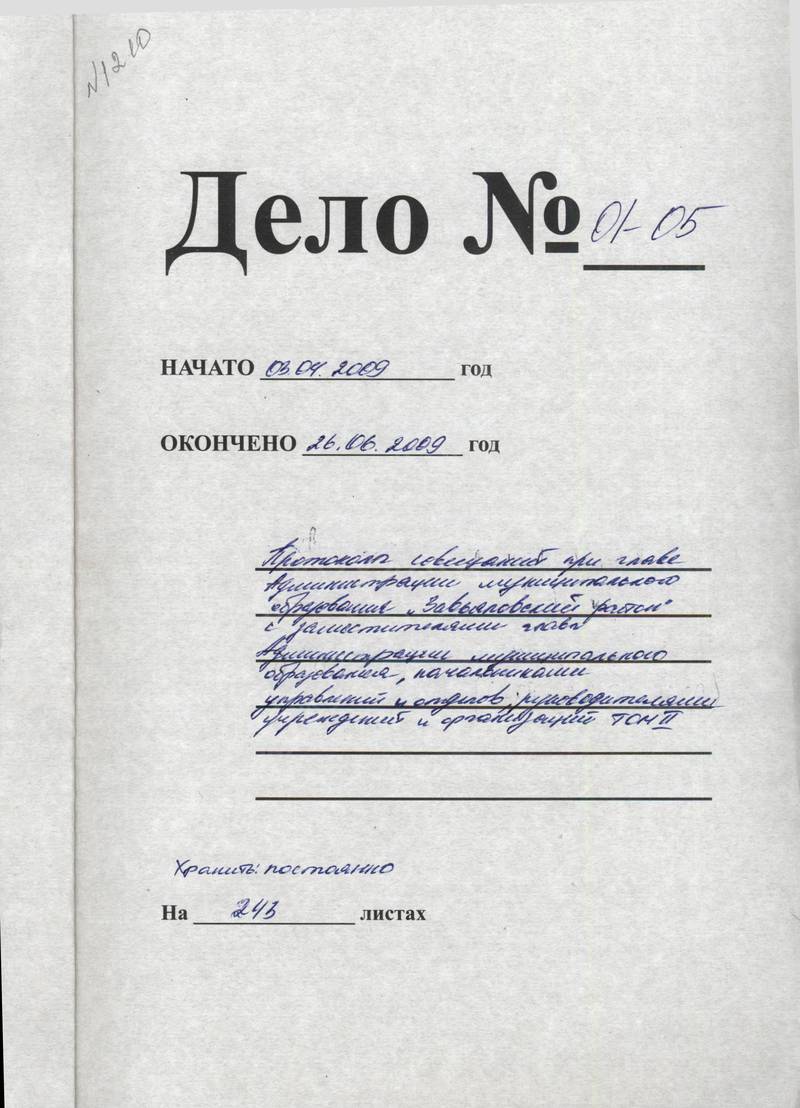 N1210
Дело № 01-05
НАЧАТО 03.04.2009 год
ОКОНЧЕНО 26.06.2009 год
Протоколы совещаний при главе
Администрации муниципального
образования „Завьяловский район"
с заместителями главы
Администрации муниципального
образования, начальниками
управлений и отделов, руководителями
учреждений и организаций том II
Хранить: постоянно
На 243 листах